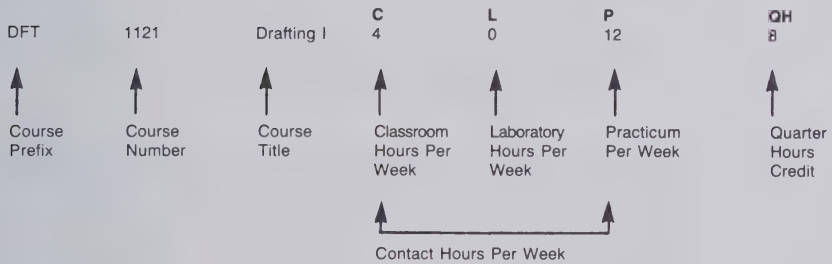 C L P QH
DFT 1121 Drafting I 4 0 12 8
Course Course Course Classroom Laboratory Practicum Quarter
Prefix Number Title Hours Per Hours Per Per Week Hours
Week Week Credit
Contact Hours Per Week